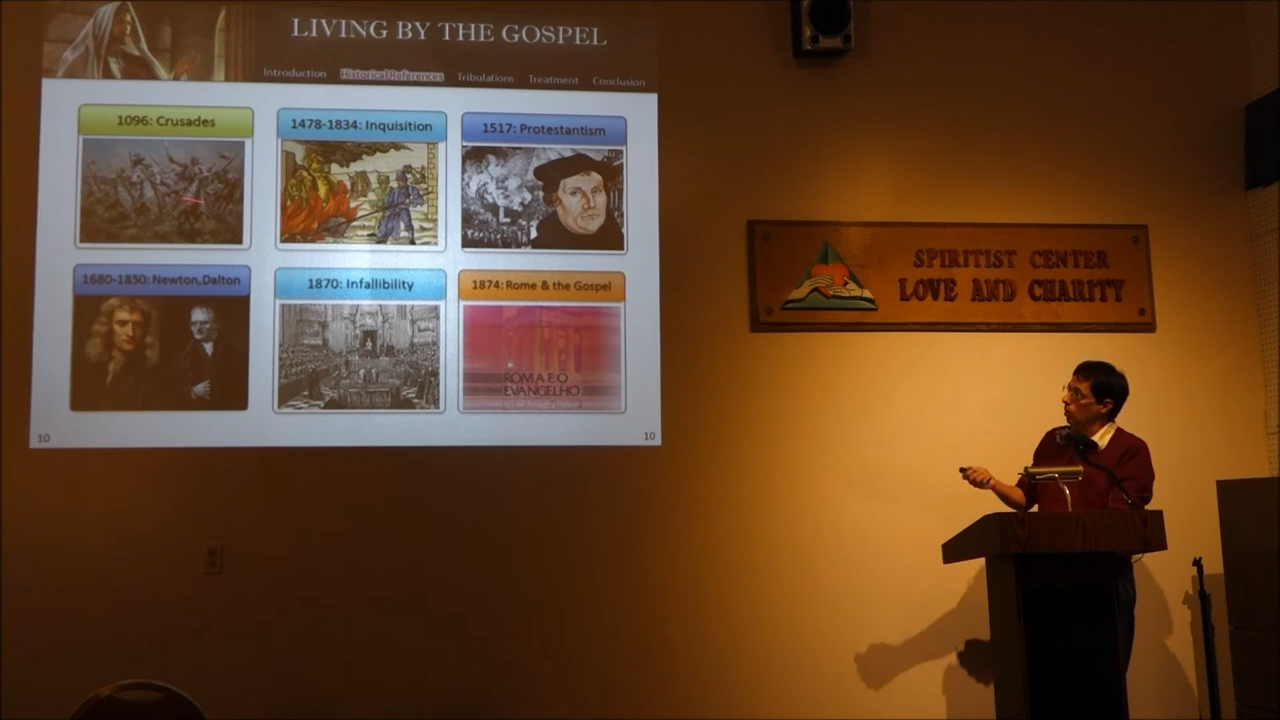 LIVING BY THE GOSPEL
Introduction Historical References Tribulations Treatment Conclusion
1096: Crusades
1478-1834: Inquisition
1517: Protestantism
1680-1850: Newton,Dalton
1870: Infallibility
1874: Rome & the Gospel
ROMA E O
EVANGELHO
10
10
SPIRITIST CENTER
LOVE AND CHARITY